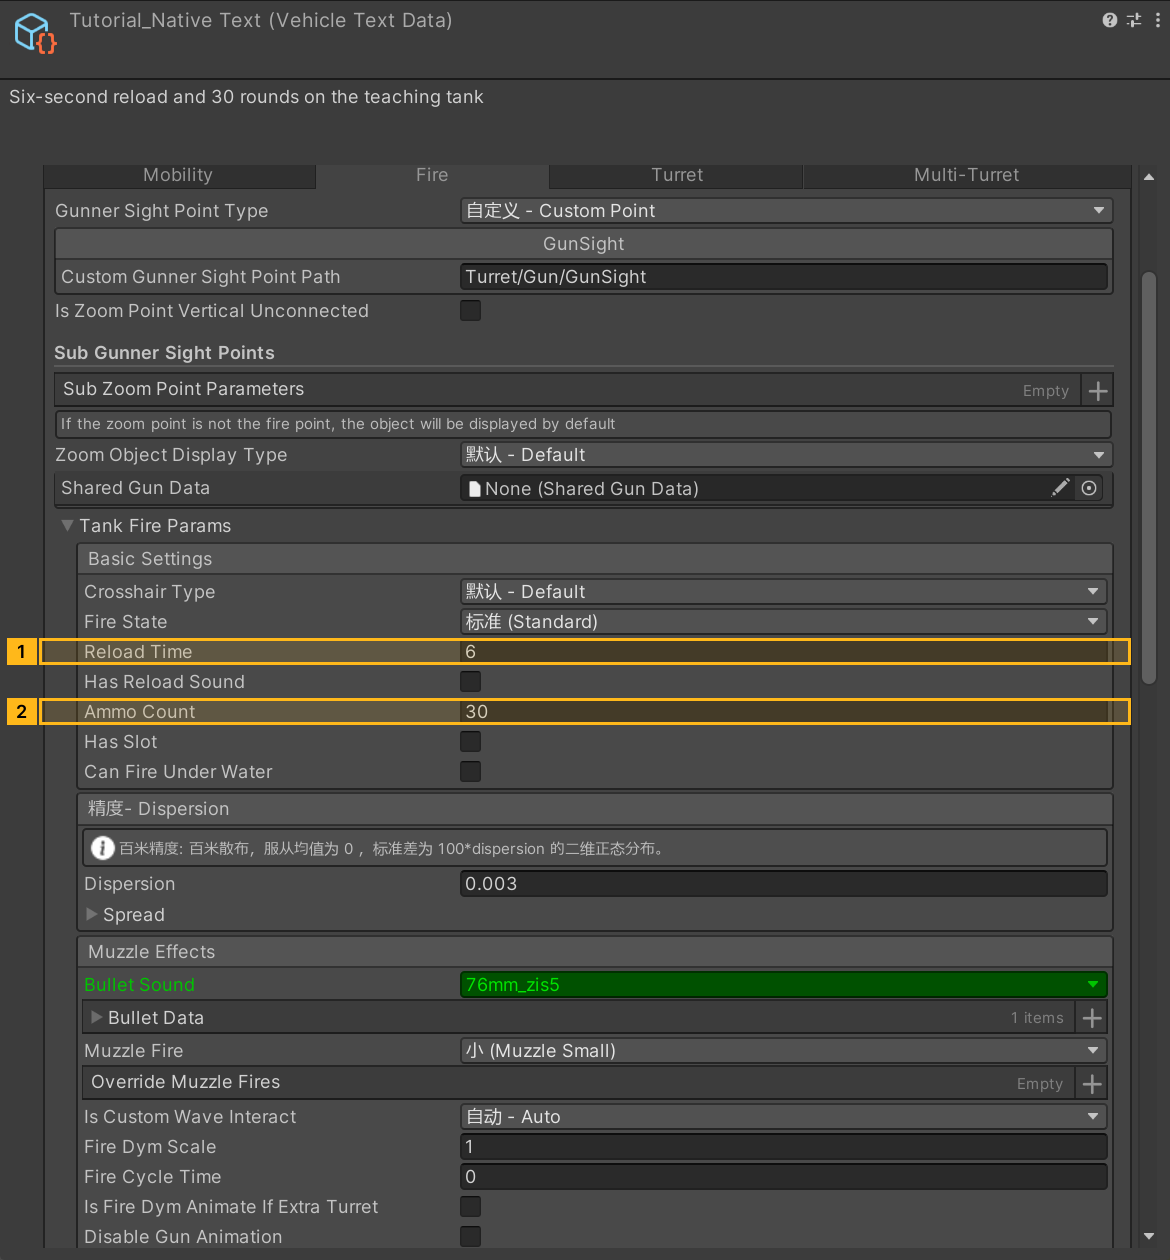 Tutorial_Native Text (Vehicle Text Data)
Six-second reload and 30 rounds on the teaching tank
Mobility Fire Turret Multi-Turret
Gunner Sight Point Type 自定义 - Custom Point
GunSight
Custom Gunner Sight Point Path Turret/Gun/GunSight
Is Zoom Point Vertical Unconnected
Sub Gunner Sight Points
Sub Zoom Point Parameters Empty
If the zoom point is not the fire point, the object will be displayed by default
Zoom Object Display Type 默认 - Default
Shared Gun Data None (Shared Gun Data)
Tank Fire Params
Basic Settings
Crosshair Type 默认 - Default
Fire State 标准 (Standard)
1 Reload Time 6
Has Reload Sound
2 Ammo Count 30
Has Slot
Can Fire Under Water
精度- Dispersion
百米精度: 百米散布，服从均值为 0 ，标准差为 100*dispersion 的二维正态分布。
Dispersion 0.003
Spread
Muzzle Effects
Bullet Sound 76mm_zis5
Bullet Data 1 items
Muzzle Fire 小 (Muzzle Small)
Override Muzzle Fires Empty
Is Custom Wave Interact 自动 - Auto
Fire Dym Scale 1
Fire Cycle Time 0
Is Fire Dym Animate If Extra Turret
Disable Gun Animation